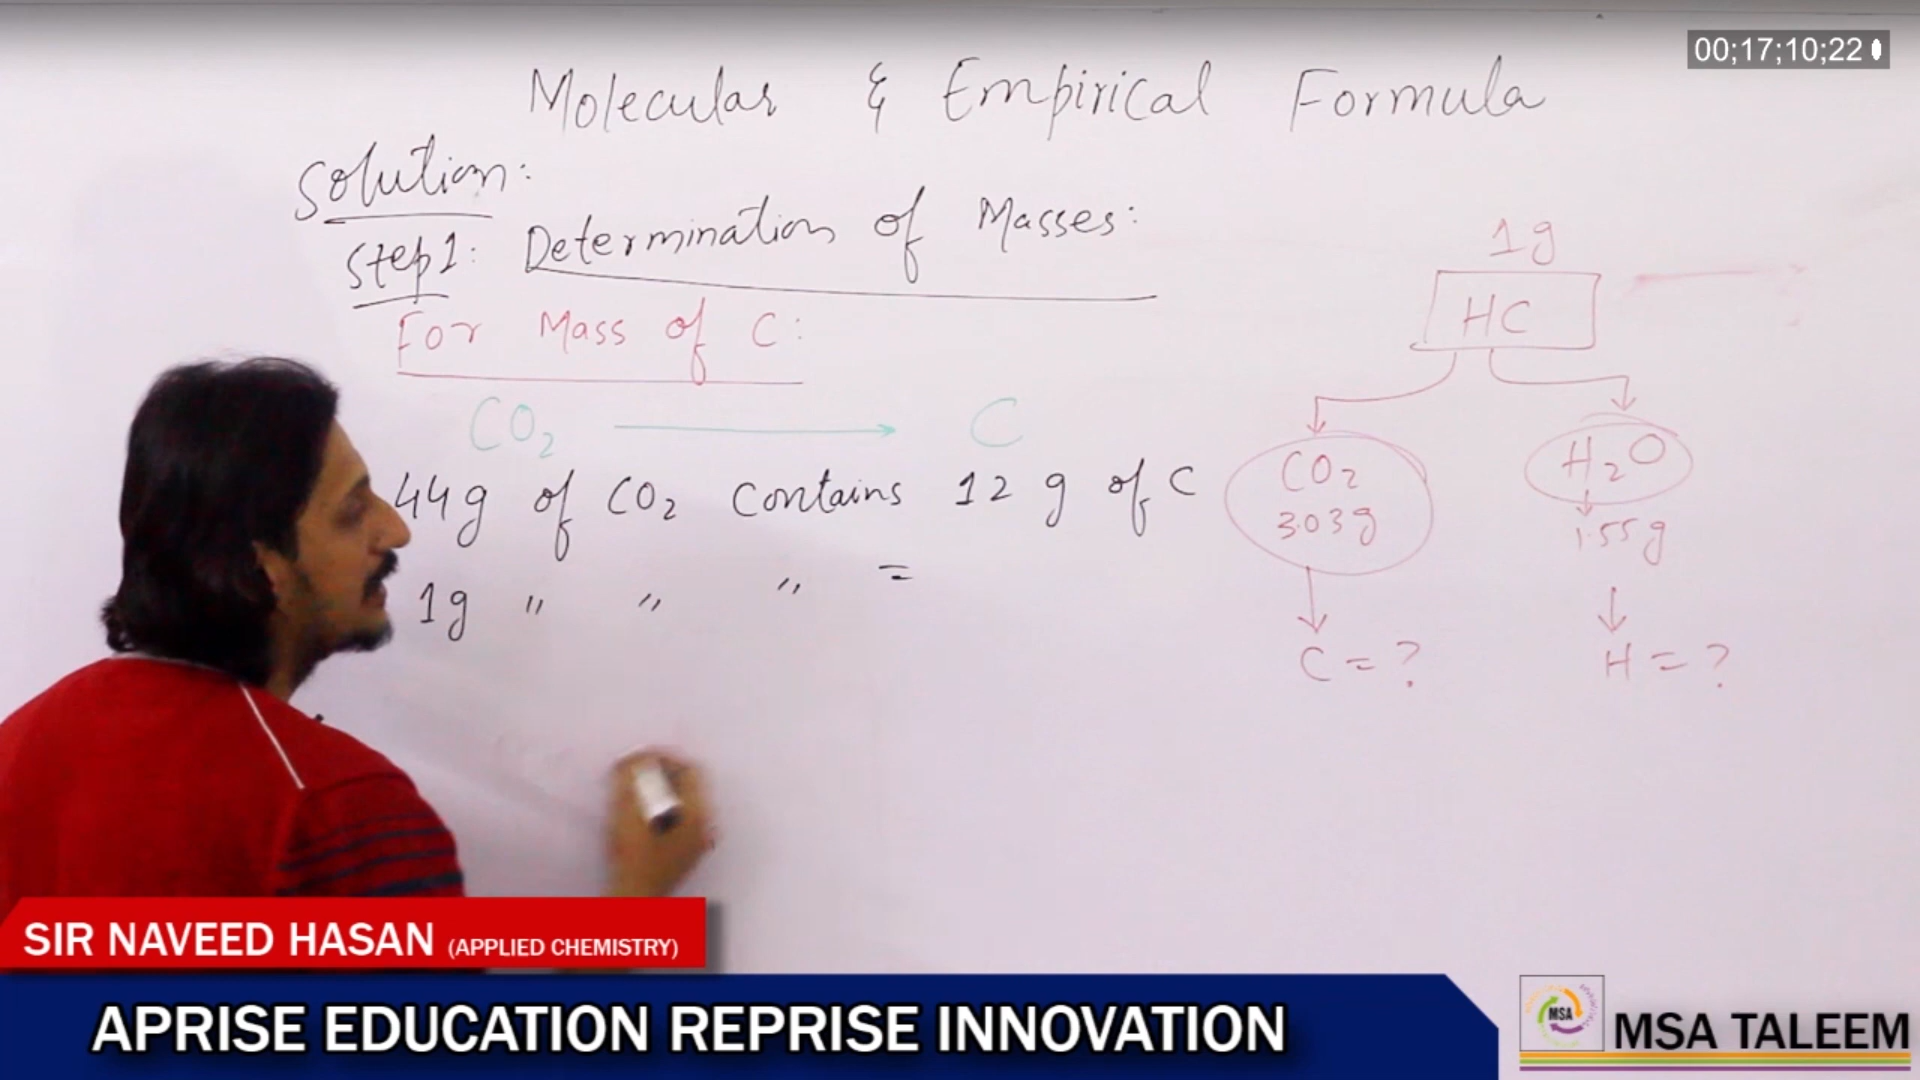 00;17;10;22
Molecular & Empirical Formula
Solution:
Step1: Determination of Masses:
For Mass of C:
CO₂ → C
44g of CO₂ Contains 12 g of C
1g " " " =
1g
HC
CO₂
3.03g
C = ?
H₂O
1.55g
H = ?
SIR NAVEED HASAN (APPLIED CHEMISTRY)
APRISE EDUCATION REPRISE INNOVATION
MSA
MSA TALEEM